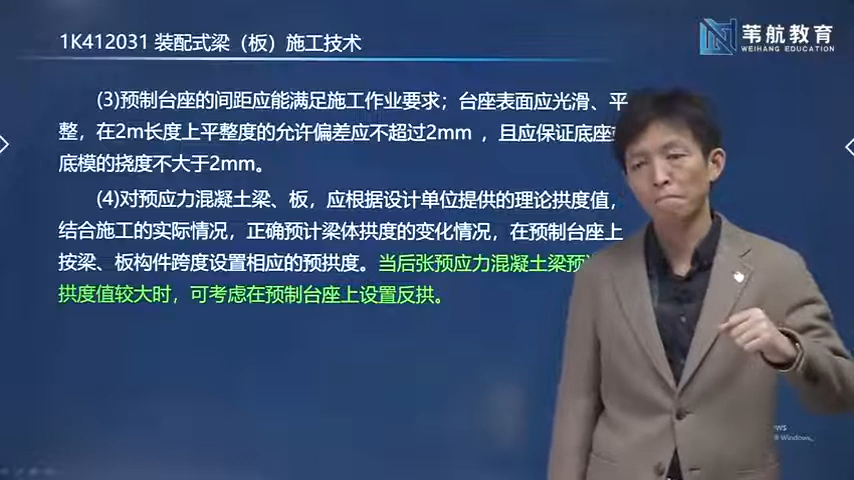 1K412031 装配式梁（板）施工技术
苇航教育
WEIHANG EDUCATION
(3)预制台座的间距应能满足施工作业要求；台座表面应光滑、平
整，在2m长度上平整度的允许偏差应不超过2mm ，且应保证底座
底模的挠度不大于2mm。
(4)对预应力混凝土梁、板，应根据设计单位提供的理论拱度值，
结合施工的实际情况，正确预计梁体拱度的变化情况，在预制台座上
按梁、板构件跨度设置相应的预拱度。当后张预应力混凝土梁预
拱度值较大时，可考虑在预制台座上设置反拱。
Windows